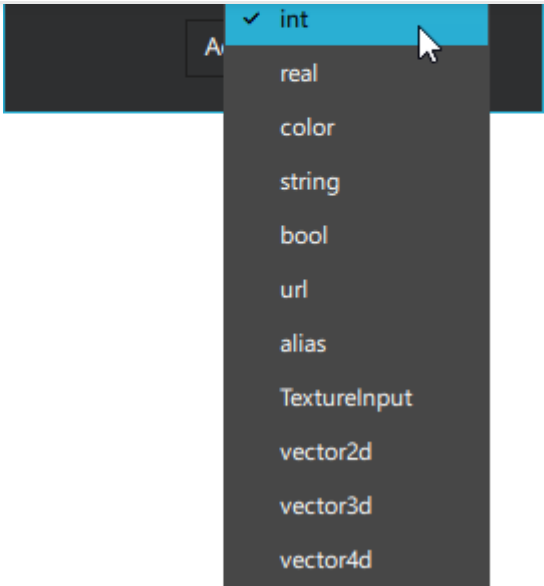 int
real
color
string
bool
url
alias
TextureInput
vector2d
vector3d
vector4d